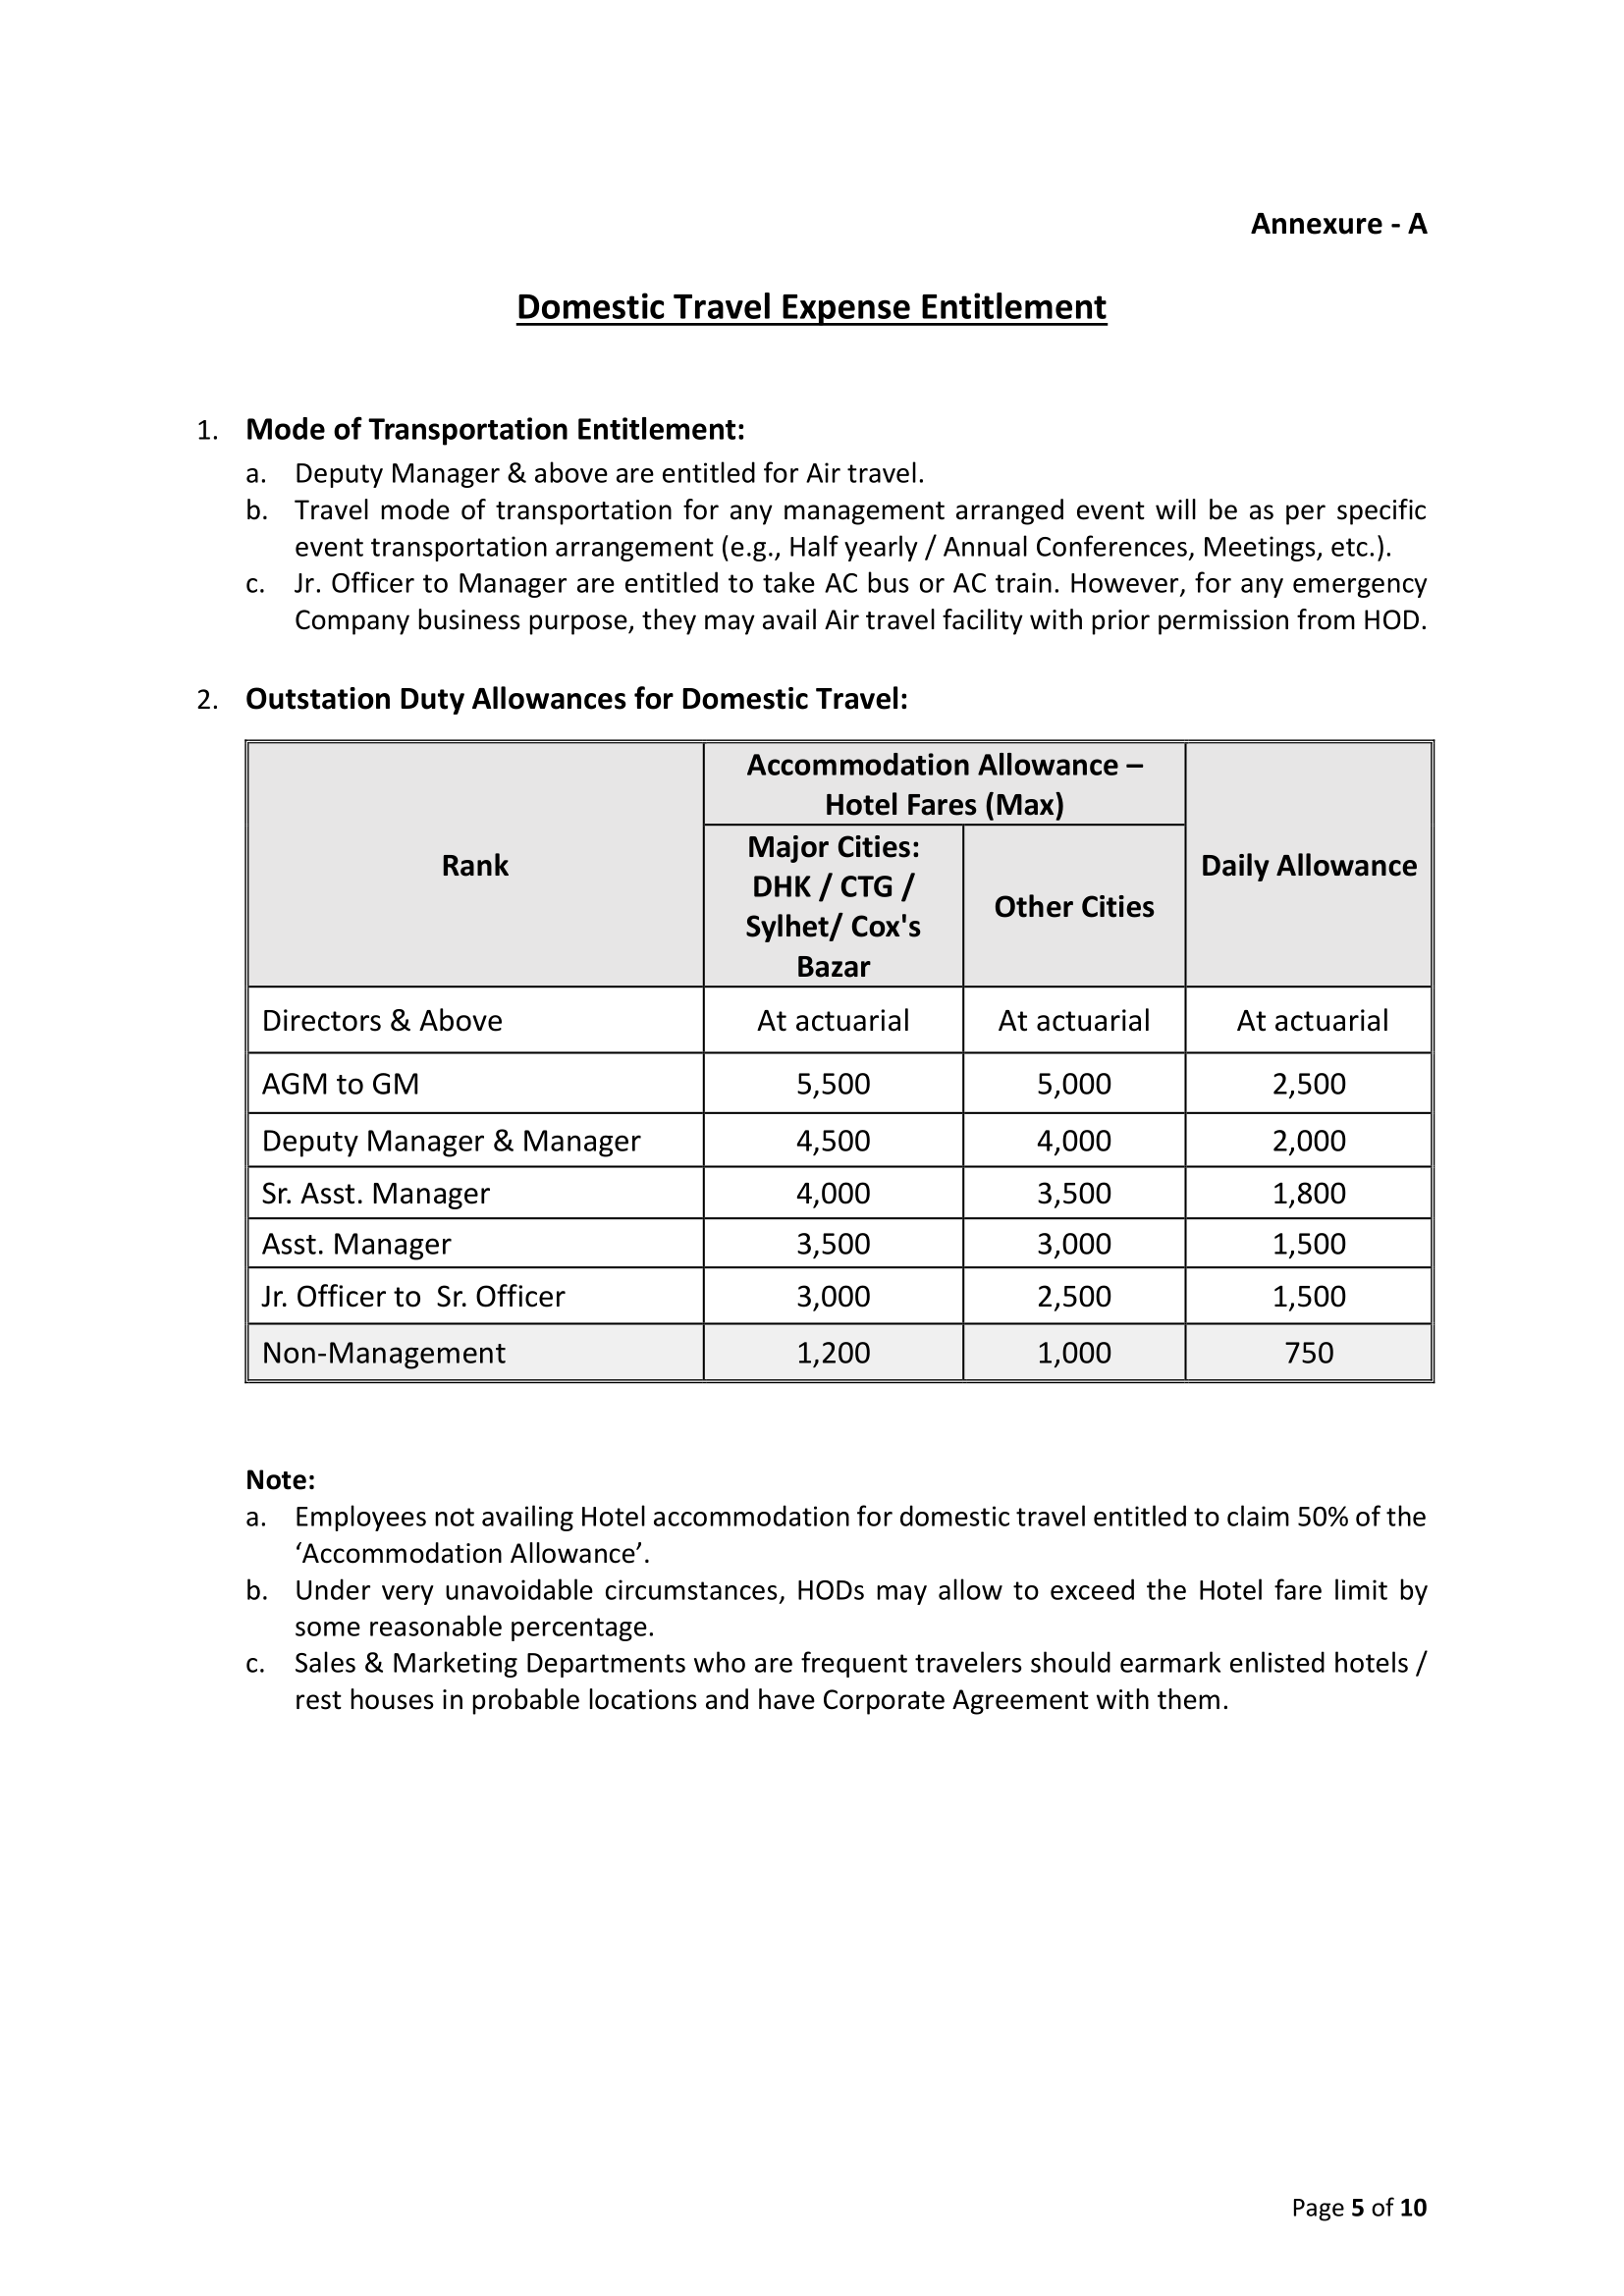 Annexure - A
Domestic Travel Expense Entitlement
1. Mode of Transportation Entitlement:
a. Deputy Manager & above are entitled for Air travel.
b. Travel mode of transportation for any management arranged event will be as per specific
event transportation arrangement (e.g., Half yearly / Annual Conferences, Meetings, etc.).
c. Jr. Officer to Manager are entitled to take AC bus or AC train. However, for any emergency
Company business purpose, they may avail Air travel facility with prior permission from HOD.
2. Outstation Duty Allowances for Domestic Travel:
Rank
Accommodation Allowance –
Hotel Fares (Max)
Daily Allowance
Major Cities:
DHK / CTG /
Sylhet/ Cox's
Bazar
Other Cities
Directors & Above At actuarial At actuarial At actuarial
AGM to GM 5,500 5,000 2,500
Deputy Manager & Manager 4,500 4,000 2,000
Sr. Asst. Manager 4,000 3,500 1,800
Asst. Manager 3,500 3,000 1,500
Jr. Officer to  Sr. Officer 3,000 2,500 1,500
Non-Management 1,200 1,000 750
Note:
a. Employees not availing Hotel accommodation for domestic travel entitled to claim 50% of the
‘Accommodation Allowance’.
b. Under very unavoidable circumstances, HODs may allow to exceed the Hotel fare limit by
some reasonable percentage.
c. Sales & Marketing Departments who are frequent travelers should earmark enlisted hotels /
rest houses in probable locations and have Corporate Agreement with them.
Page 5 of 10